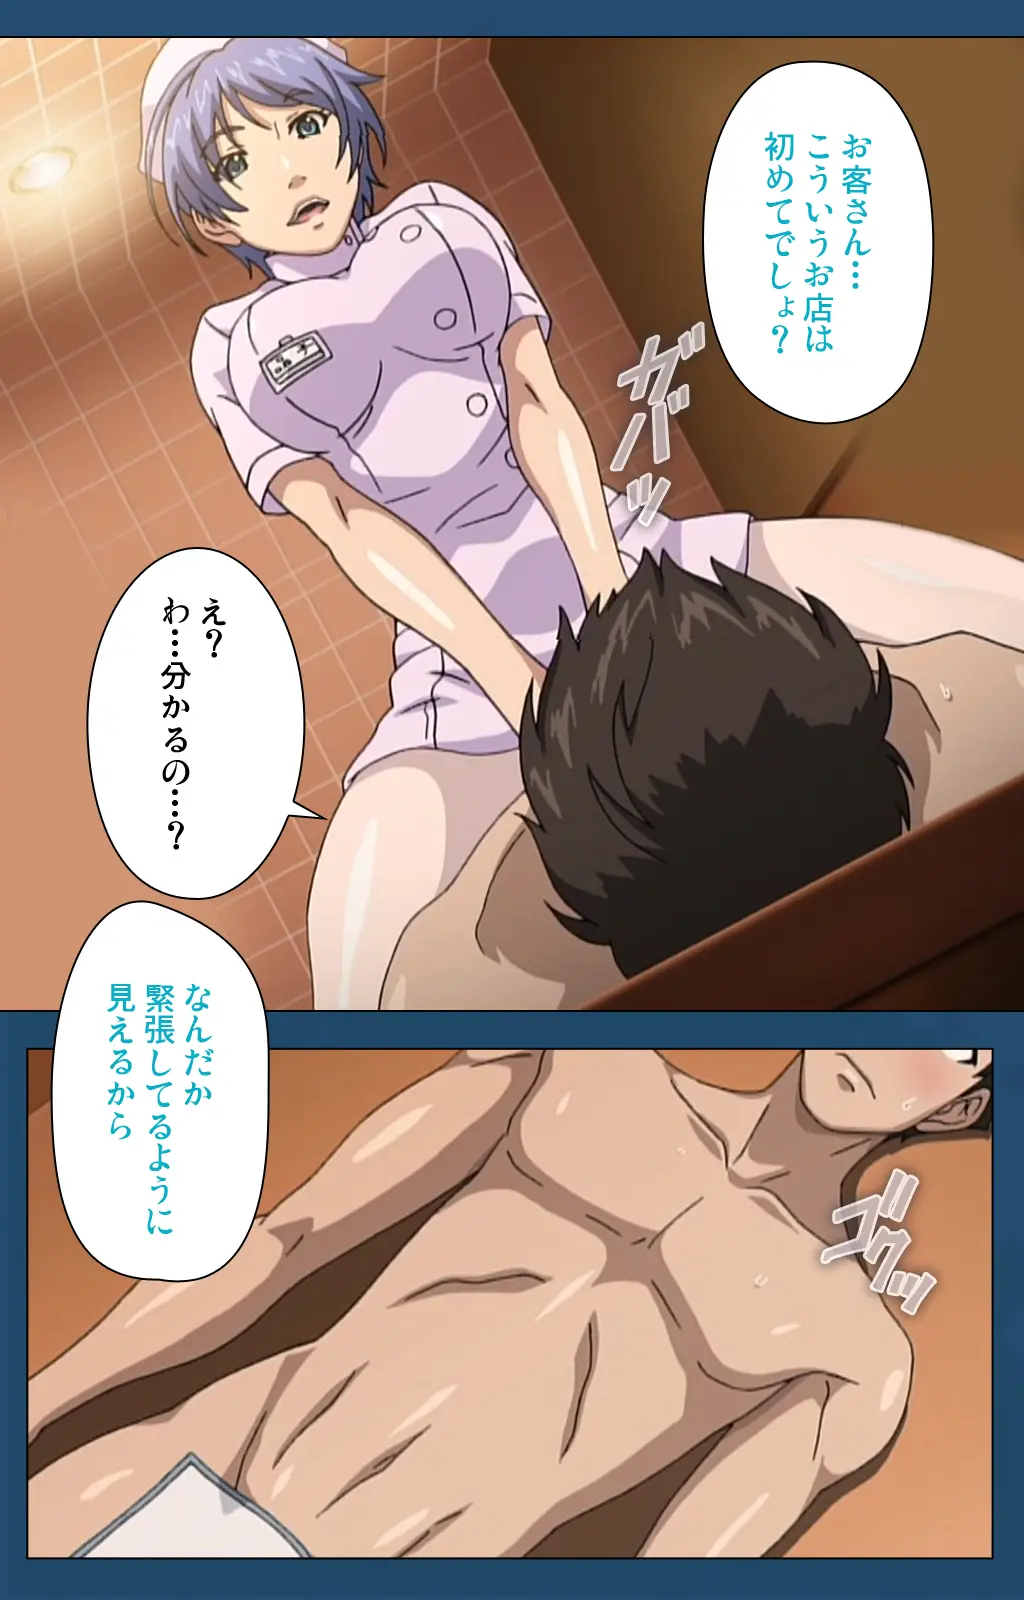 お客さん…
こういうお店は
初めてでしょ？
ガバッ
え？
わ…分かるの…？
なんだか
緊張してるように
見えるから
ゴクッ